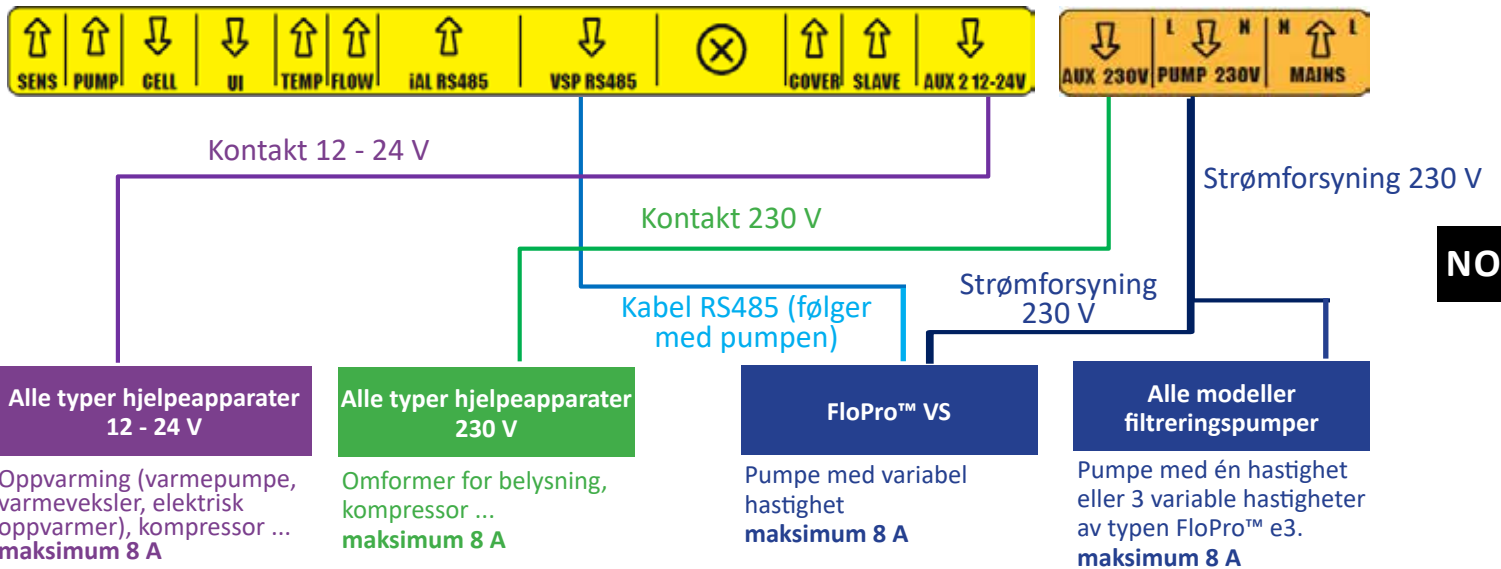 SENS PUMP CELL UI TEMP FLOW iAL RS485 VSP RS485 COVER SLAVE AUX 2 12-24V
L N N L
AUX 230V PUMP 230V MAINS
Kontakt 12 - 24 V
Strømforsyning 230 V
Kontakt 230 V
NO
Strømforsyning
230 V
Kabel RS485 (følger
med pumpen)
Alle typer hjelpeapparater
12 - 24 V
Oppvarming (varmepumpe,
varmeveksler, elektrisk
oppvarmer), kompressor ...
maksimum 8 A
Alle typer hjelpeapparater
230 V
Omformer for belysning,
kompressor ...
maksimum 8 A
FloPro™ VS
Pumpe med variabel
hastighet
maksimum 8 A
Alle modeller
filtreringspumper
Pumpe med én hastighet
eller 3 variable hastigheter
av typen FloPro™ e3.
maksimum 8 A